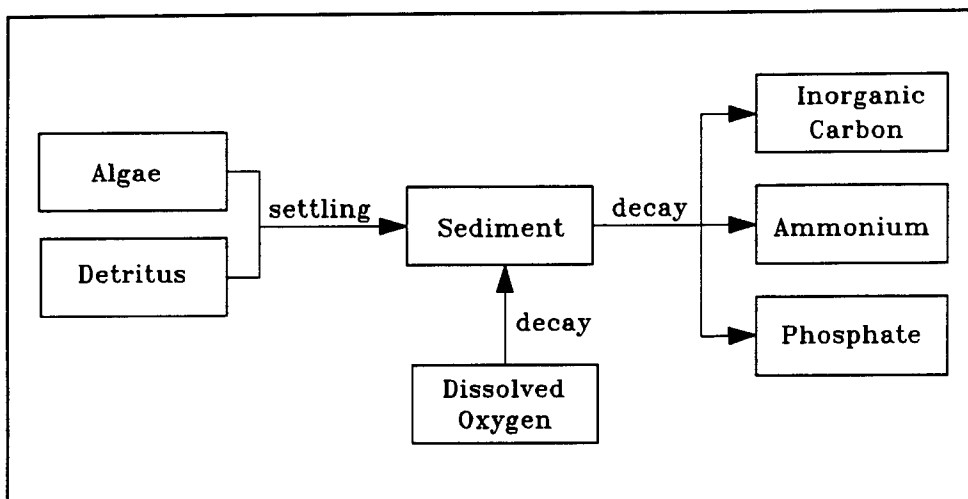 Algae
Detritus
settling
Sediment
decay
decay
Dissolved
Oxygen
Inorganic
Carbon
Ammonium
Phosphate